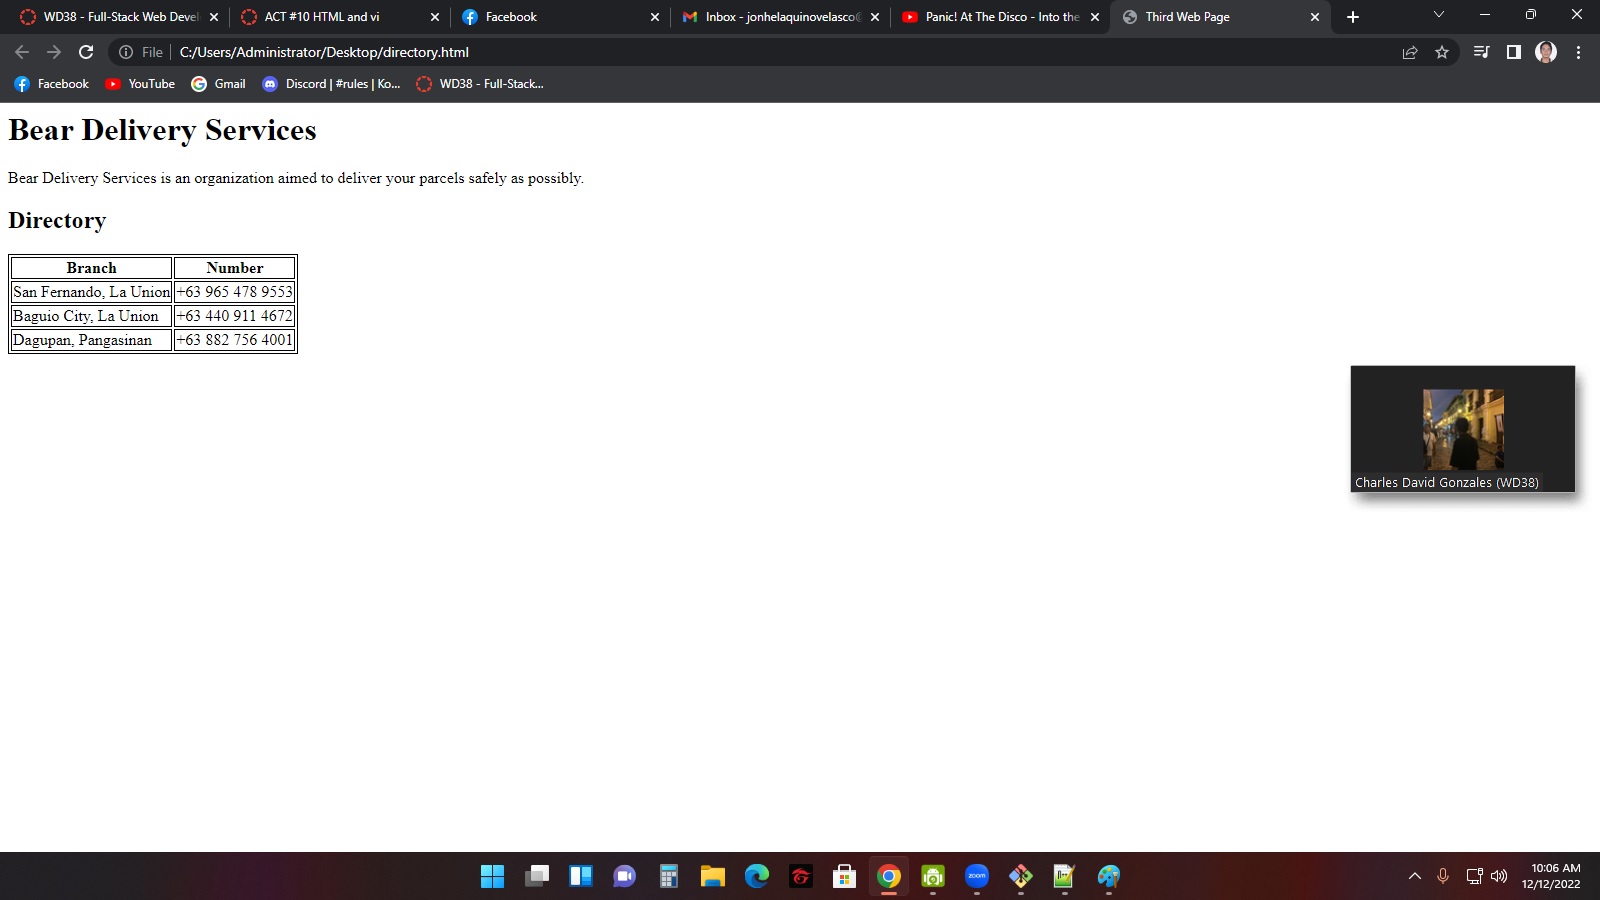 WD38 - Full-Stack Web Devel
ACT #10 HTML and vi
Facebook
Inbox - jonhelaquinovelasco@
Panic! At The Disco - Into the
Third Web Page
File
C:/Users/Administrator/Desktop/directory.html
Facebook
YouTube
Gmail
Discord | #rules | Ko...
WD38 - Full-Stack...
Bear Delivery Services
Bear Delivery Services is an organization aimed to deliver your parcels safely as possibly.
Directory
Branch Number
San Fernando, La Union +63 965 478 9553
Baguio City, La Union +63 440 911 4672
Dagupan, Pangasinan +63 882 756 4001
Charles David Gonzales (WD38)
zoom
10:06 AM
12/12/2022